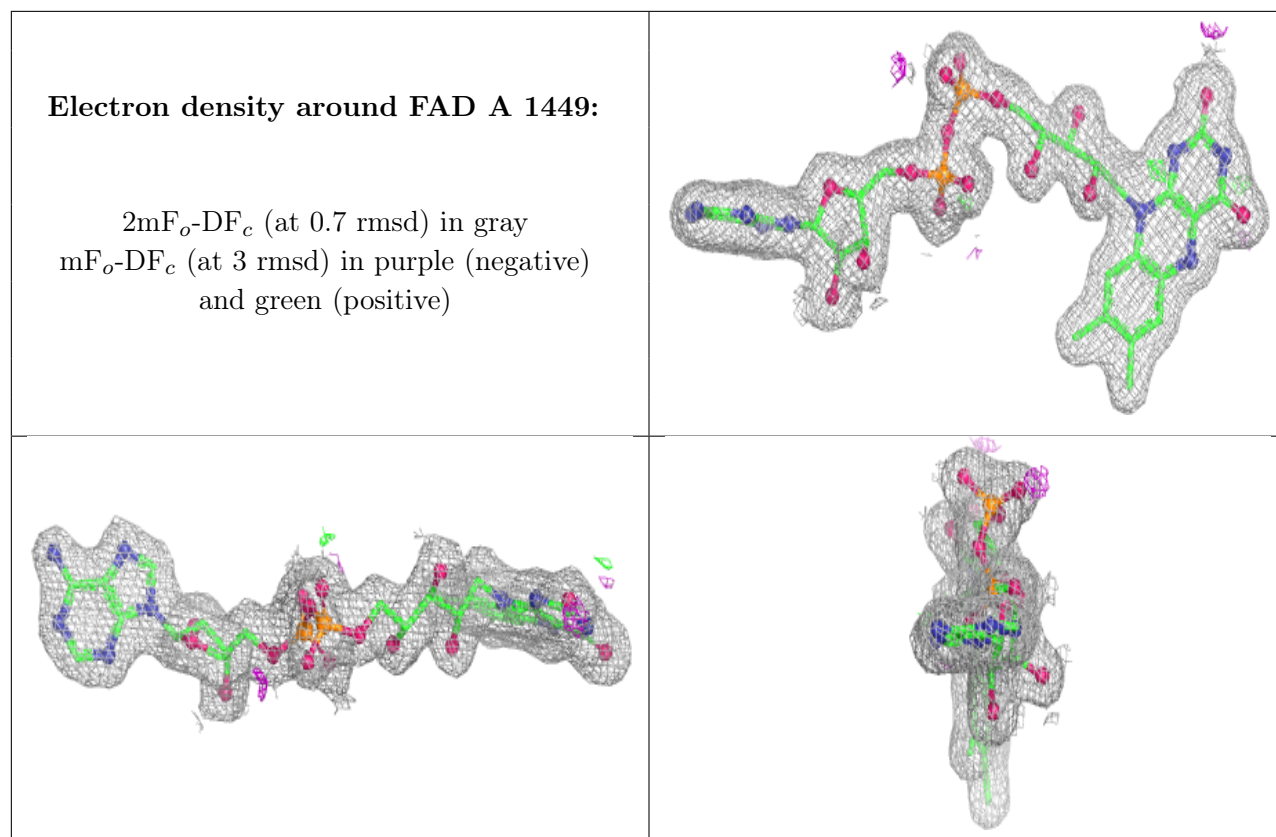 Electron density around FAD A 1449:
2mFo-DFc (at 0.7 rmsd) in gray
mFo-DFc (at 3 rmsd) in purple (negative)
and green (positive)